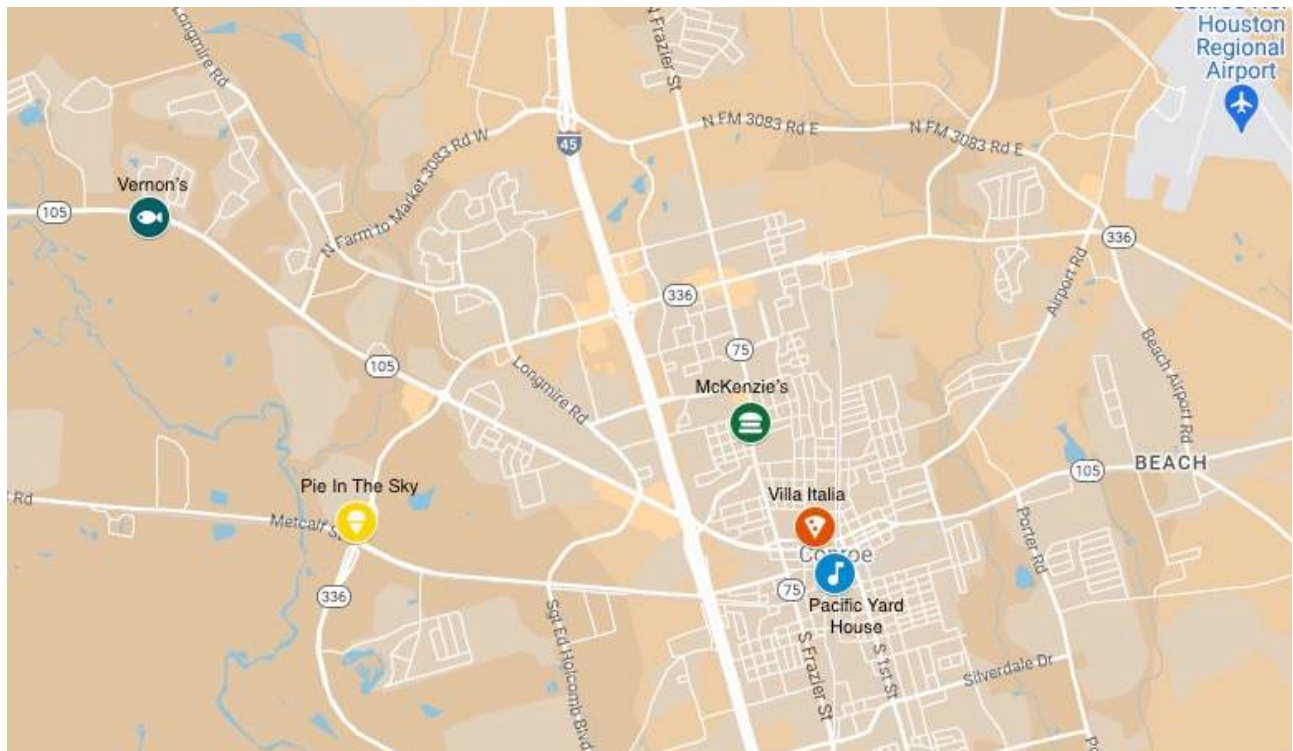 Longmire Rd
N Frazier St
Houston
Regional
Airport
45
N FM 3083 Rd E
N FM 3083 Rd E
Vernon's
105
N Farm to Market 3083 Rd W
336
336
Airport Rd
75
Beach Airport Rd
105
Longmire Rd
McKenzie's
105
BEACH
Pie In The Sky
Villa Italia
Rd
Metcalf St
Conroe
Porter Rd
336
75
Pacific Yard
House
Sgt Ed Holcomb Blvd
S Frazier St
S 1st St
Silverdale Dr